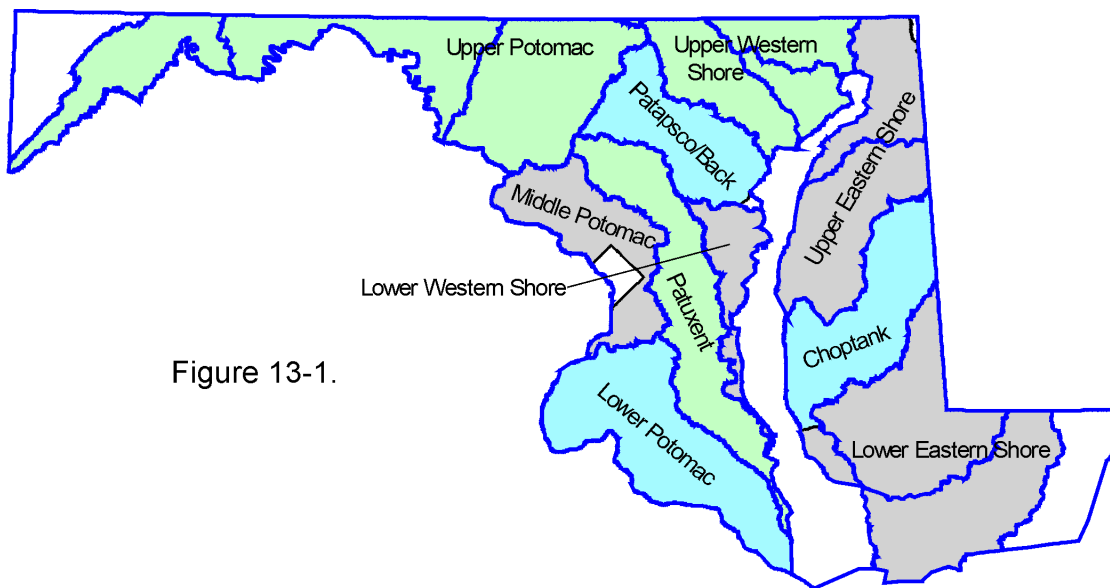 Upper Potomac
Upper Western
Shore
Patapsco/Back
Upper Eastern Shore
Middle Potomac
Lower Western Shore
Patuxent
Choptank
Figure 13-1.
Lower Potomac
Lower Eastern Shore